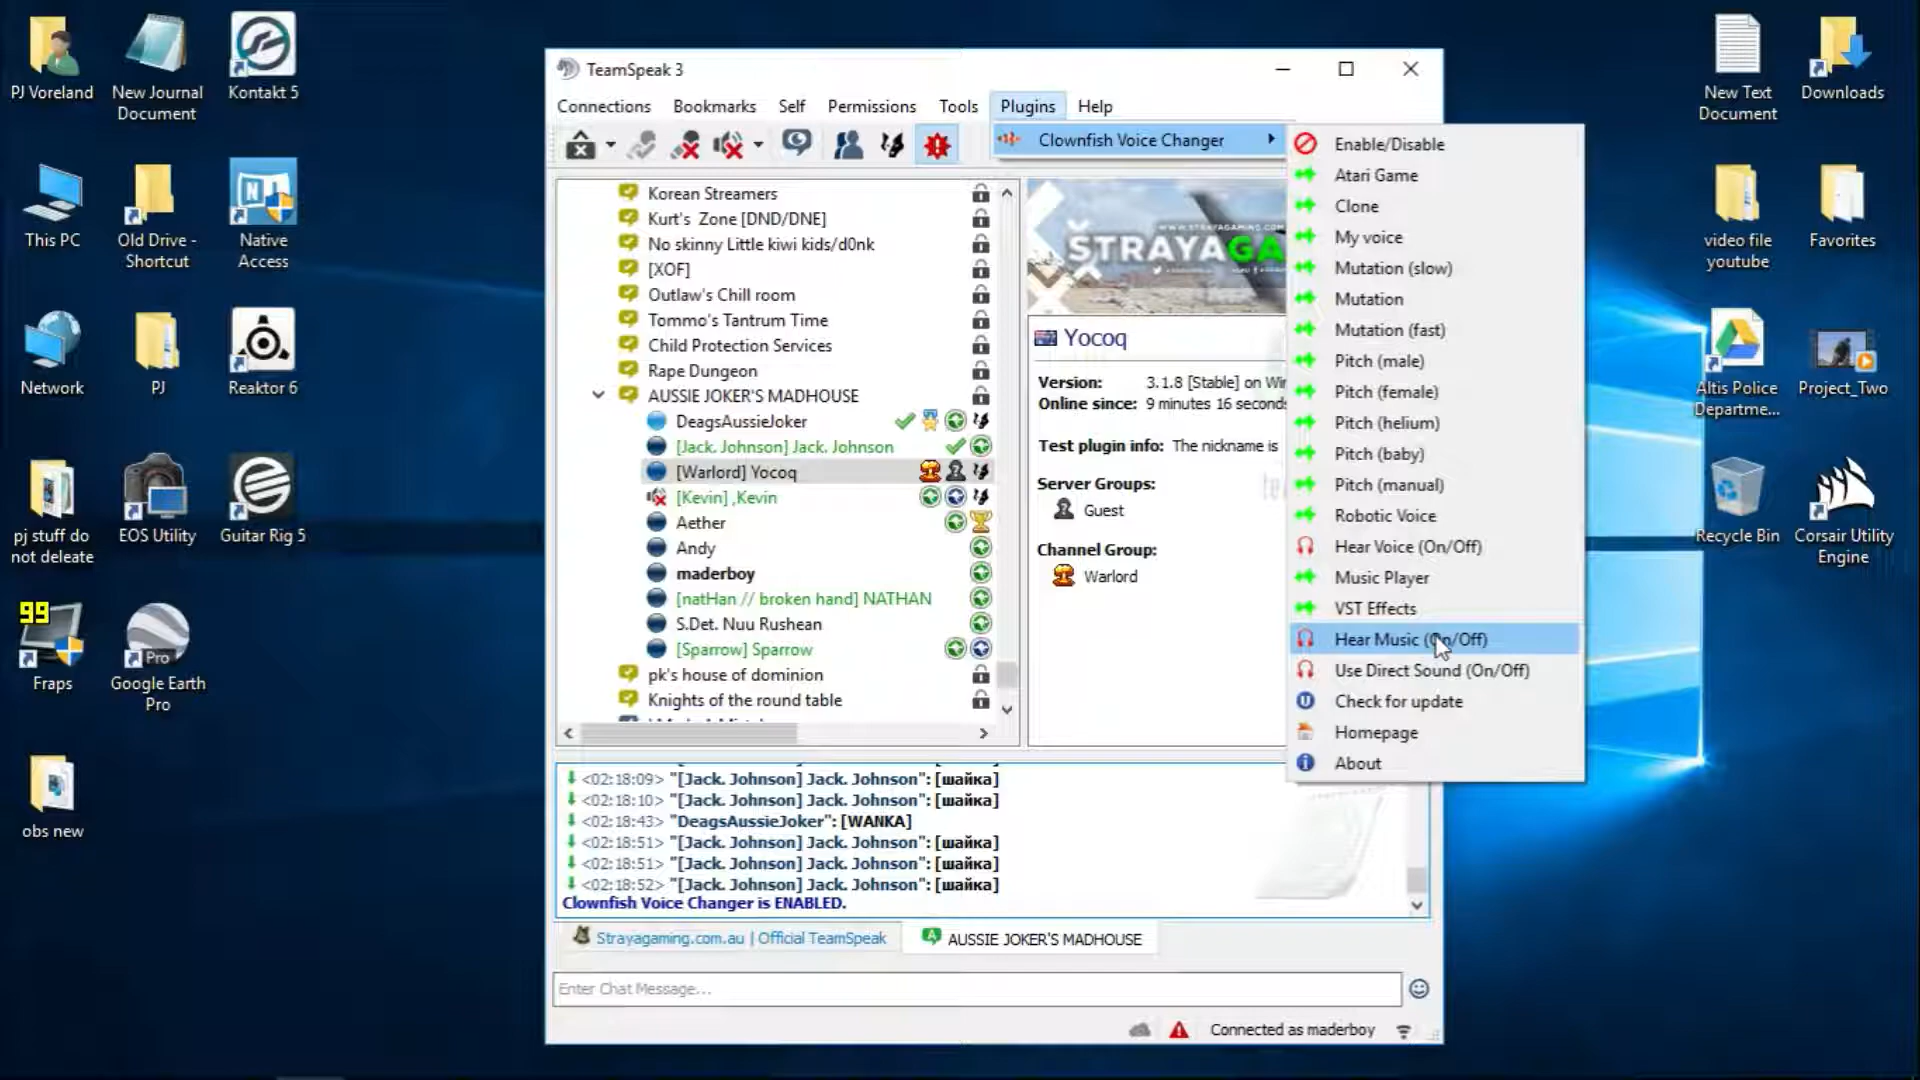 PJ Voreland
New Journal
Document
Kontakt 5
This PC
Old Drive -
Shortcut
Native
Access
Network
PJ
Reaktor 6
pj stuff do
not deleate
EOS Utility
Guitar Rig 5
99
Fraps
Pro
Google Earth
Pro
obs new
TeamSpeak 3
Connections Bookmarks Self Permissions Tools Plugins Help
Clownfish Voice Changer
Korean Streamers
Kurt's Zone [DND/DNE]
No skinny Little kiwi kids/d0nk
[XOF]
Outlaw's Chill room
Tommo's Tantrum Time
Child Protection Services
Rape Dungeon
AUSSIE JOKER'S MADHOUSE
DeagsAussieJoker
[Jack. Johnson] Jack. Johnson
[Warlord] Yocoq
[Kevin] ,Kevin
Aether
Andy
maderboy
[natHan // broken hand] NATHAN
S.Det. Nuu Rushean
[Sparrow] Sparrow
pk's house of dominion
Knights of the round table
STRAYAGA
Yocoq
Version: 3.1.8 [Stable] on Wi
Online since: 9 minutes 16 seconds
Test plugin info: The nickname is
Server Groups:
Guest
Channel Group:
Warlord
Enable/Disable
Atari Game
Clone
My voice
Mutation (slow)
Mutation
Mutation (fast)
Pitch (male)
Pitch (female)
Pitch (helium)
Pitch (baby)
Pitch (manual)
Robotic Voice
Hear Voice (On/Off)
Music Player
VST Effects
Hear Music (On/Off)
Use Direct Sound (On/Off)
Check for update
Homepage
About
<02:18:09> "[Jack. Johnson] Jack. Johnson": [шайка]
<02:18:10> "[Jack. Johnson] Jack. Johnson": [шайка]
<02:18:43> "DeagsAussieJoker": [WANKA]
<02:18:51> "[Jack. Johnson] Jack. Johnson": [шайка]
<02:18:51> "[Jack. Johnson] Jack. Johnson": [шайка]
<02:18:52> "[Jack. Johnson] Jack. Johnson": [шайка]
Clownfish Voice Changer is ENABLED.
Strayagaming.com.au | Official TeamSpeak
AUSSIE JOKER'S MADHOUSE
Enter Chat Message...
Connected as maderboy
New Text
Document
Downloads
video file
youtube
Favorites
Altis Police
Departme...
Project_Two
Recycle Bin
Corsair Utility
Engine